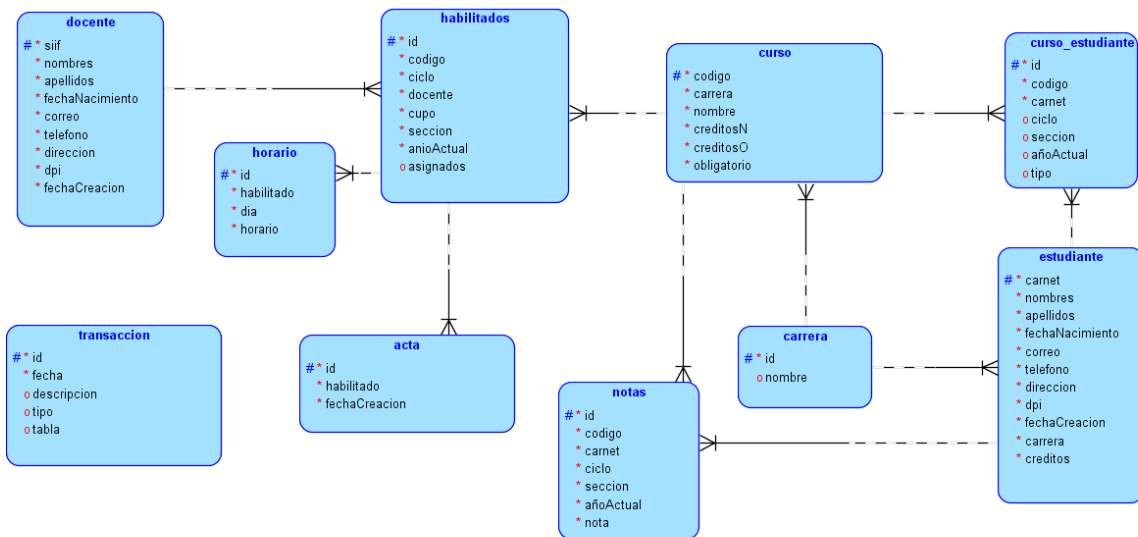 docente
# * siif
* nombres
* apellidos
* fechaNacimiento
* correo
* telefono
* direccion
* dpi
* fechaCreacion
habilitados
# * id
* codigo
* ciclo
* docente
* cupo
* seccion
* anioActual
o asignados
curso
# * codigo
* carrera
* nombre
* creditosN
* creditosO
* obligatorio
curso_estudiante
# * id
* codigo
* carnet
o ciclo
o seccion
o añoActual
o tipo
horario
# * id
* habilitado
* dia
* horario
estudiante
# * carnet
* nombres
* apellidos
* fechaNacimiento
* correo
* telefono
* direccion
* dpi
* fechaCreacion
* carrera
* creditos
transaccion
# * id
* fecha
o descripcion
o tipo
o tabla
acta
# * id
* habilitado
* fechaCreacion
carrera
# * id
o nombre
notas
# * id
* codigo
* carnet
* ciclo
* seccion
* añoActual
* nota